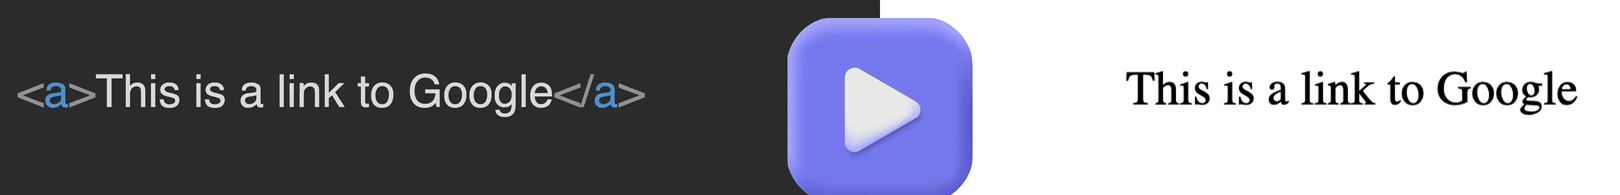 <a>This is a link to Google</a>
This is a link to Google